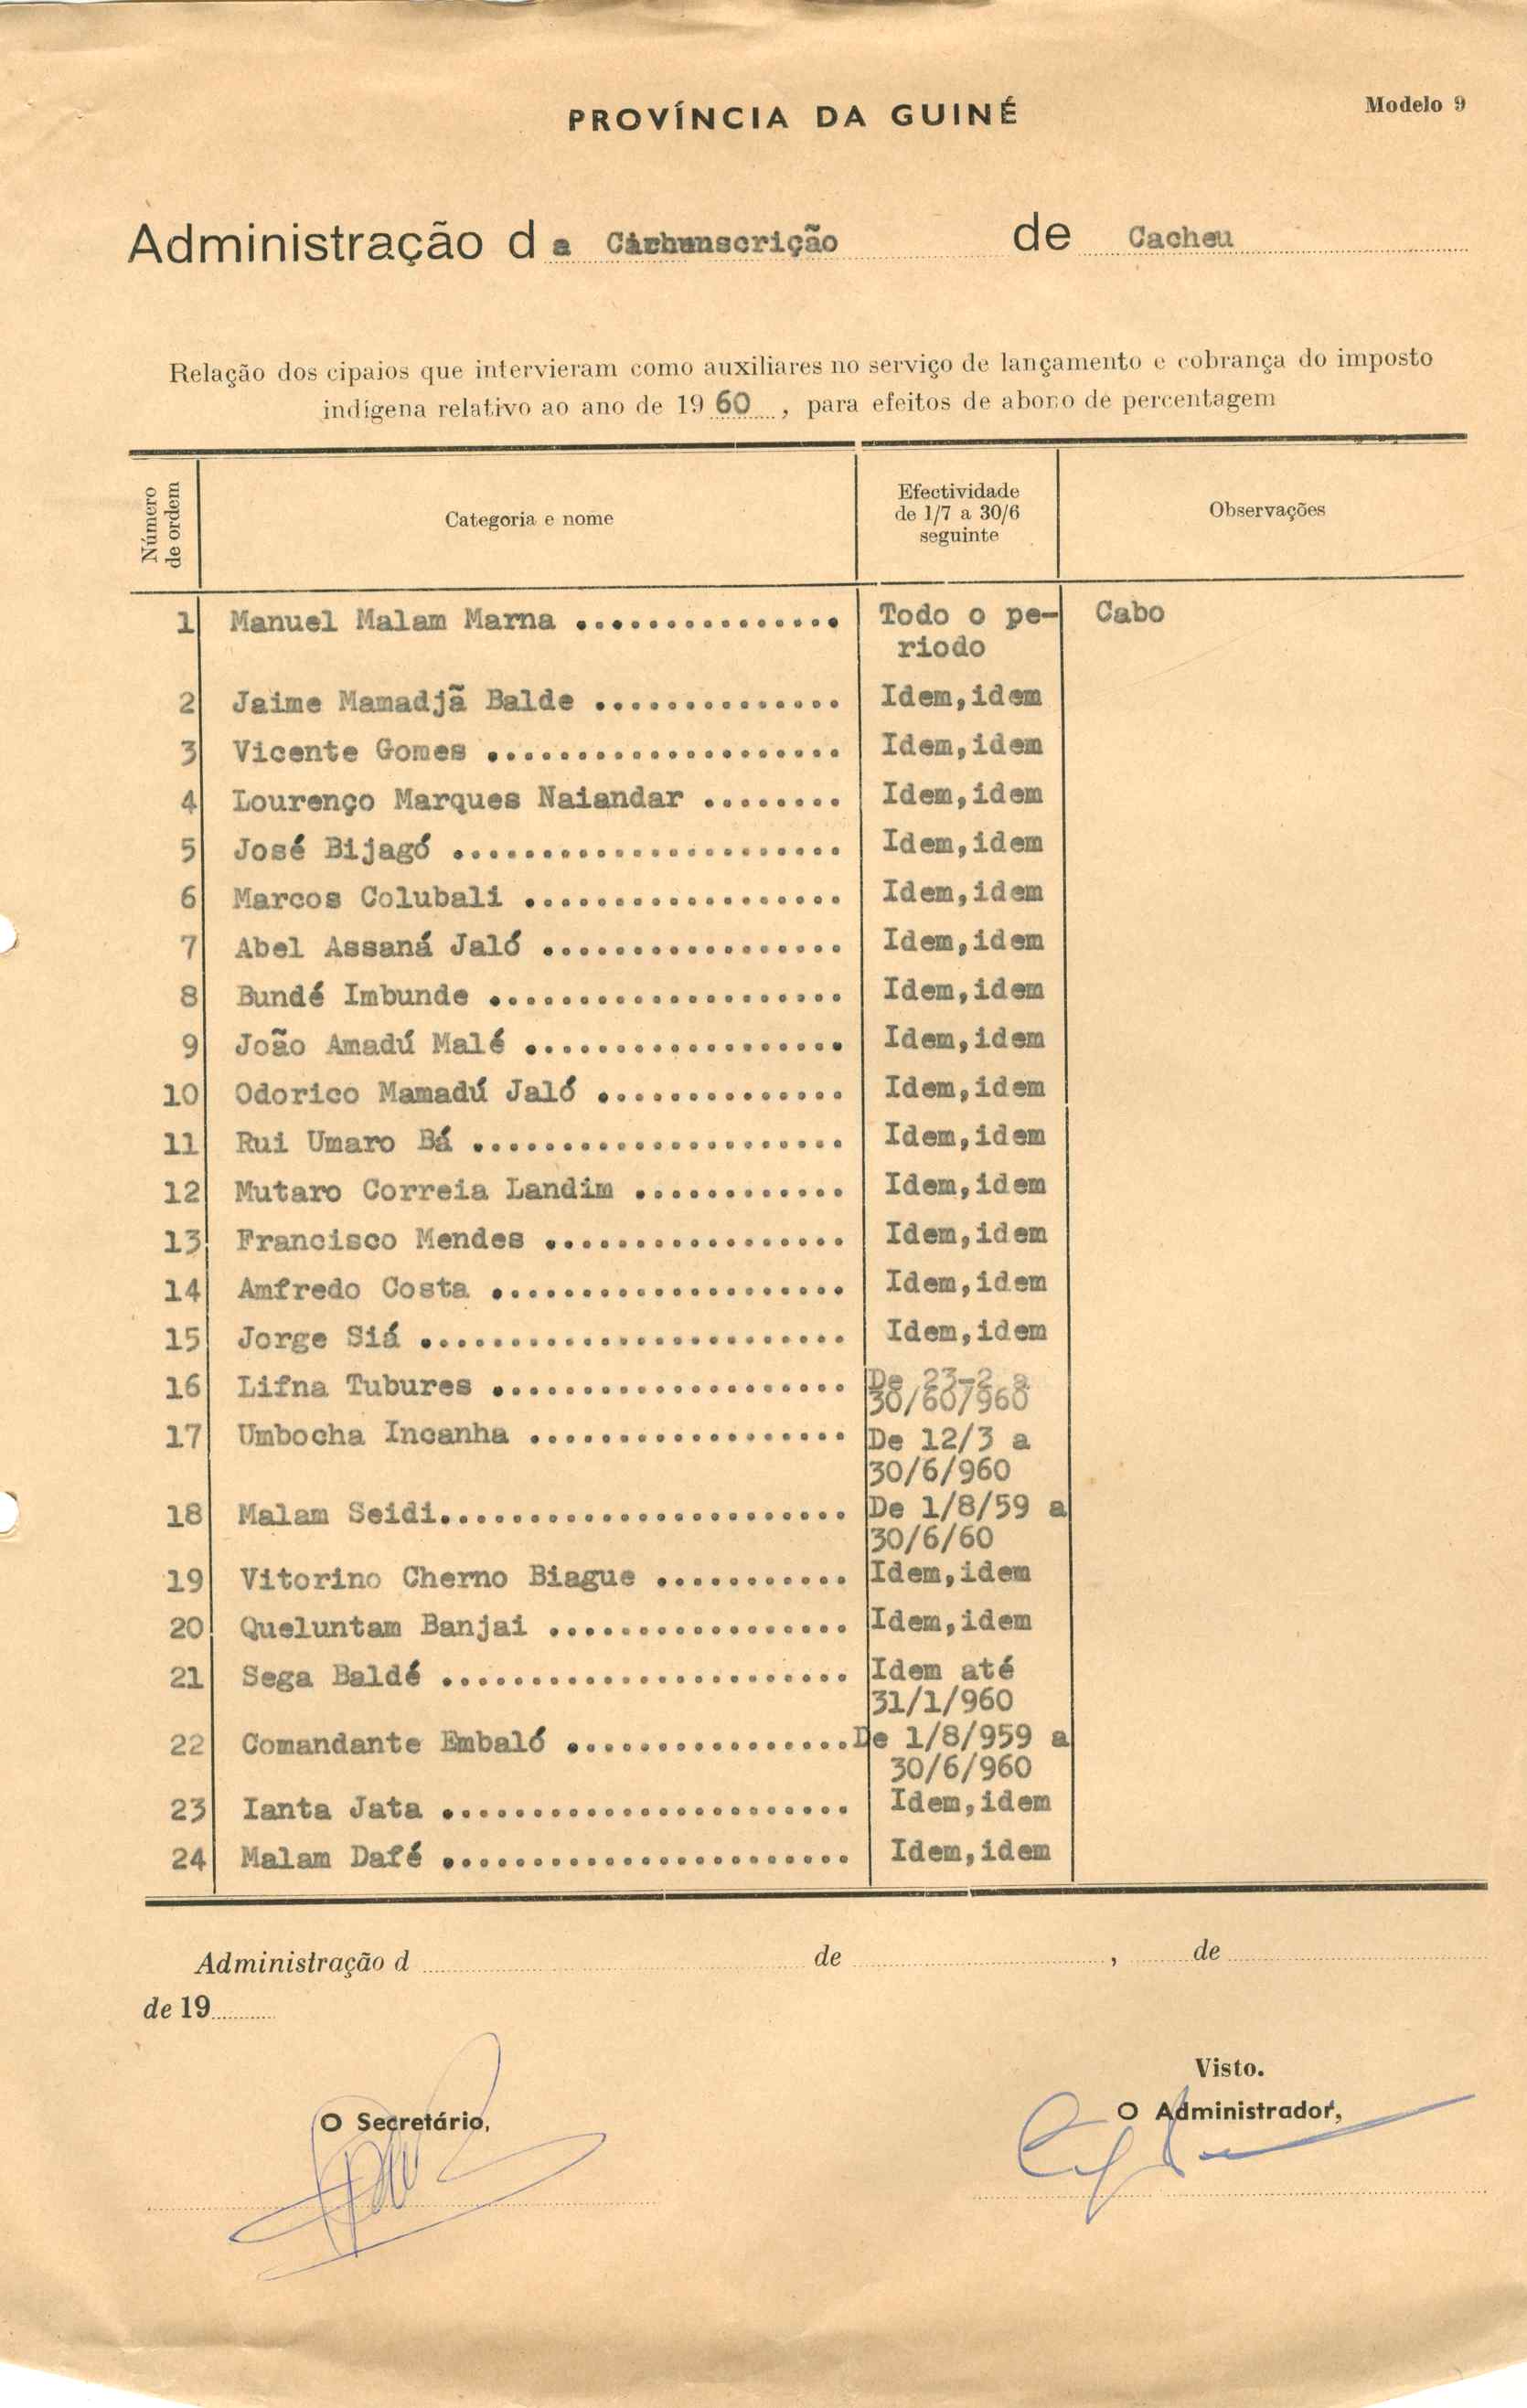 PROVÍNCIA DA GUINÉ
Modelo 9
Administração da Circunscrição de Cacheu
Relação dos cipaios que intervieram como auxiliares no serviço de lançamento e cobrança do imposto
indígena relativo ao ano de 1960, para efeitos de abono de percentagem
Número de ordem
Categoria e nome
Efectividade
de 1/7 a 30/6
seguinte
Observações
1 Manuel Malam Marna ............... Todo o pe- Cabo
riodo
2 Jaime Mamadjã Balde .............. Idem,idem
3 Vicente Gomes .................... Idem,idem
4 Lourenço Marques Naiandar ........ Idem,idem
5 José Bijagó ...................... Idem,idem
6 Marcos Colubali .................. Idem,idem
7 Abel Assaná Jaló ................. Idem,idem
8 Bundé Imbunde .................... Idem,idem
9 João Amadú Malé .................. Idem,idem
10 Odorico Mamadú Jaló .............. Idem,idem
11 Rui Umaro Bá ..................... Idem,idem
12 Mutaro Correia Landim ............ Idem,idem
13 Francisco Mendes ................. Idem,idem
14 Amfredo Costa .................... Idem,idem
15 Jorge Siá ........................ Idem,idem
16 Lifna Tubures .................... De 23-2 a
30/60/960
17 Umbocha Incanha .................. De 12/3 a
30/6/960
18 Malam Seidi....................... De 1/8/59 a
30/6/60
19 Vitorino Cherno Biague ........... Idem,idem
20 Queluntam Banjai ................. Idem,idem
21 Sega Baldé ....................... Idem até
31/1/960
22 Comandante Embaló ................ De 1/8/959 a
30/6/960
23 Ianta Jata ....................... Idem,idem
24 Malam Dafé ....................... Idem,idem
Administração d de , de
de 19
Visto.
O Secretário,
O Administrador,